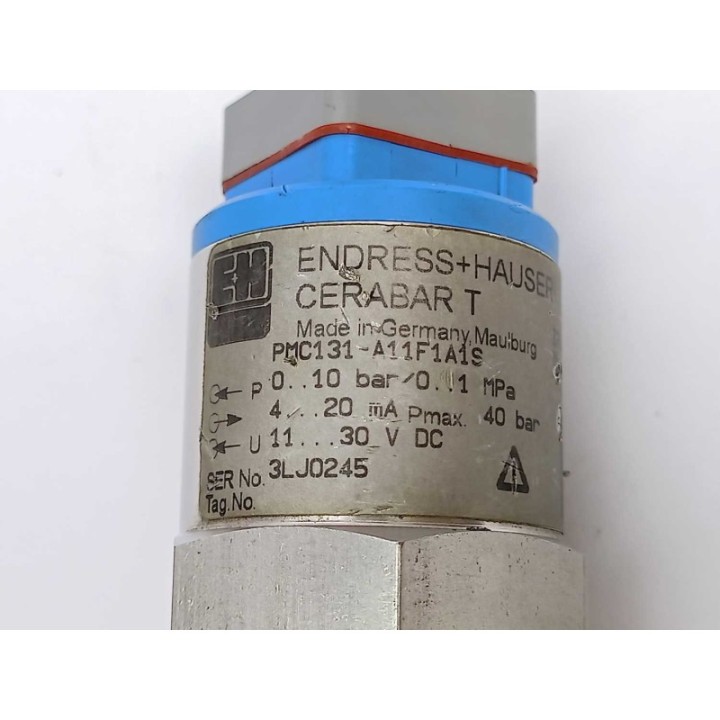 E+H
ENDRESS+HAUSER
CERABAR T
Made in Germany, Maulburg
PMC131-A11F1A1S
P 0..10 bar/0..1 MPa
4...20 mA Pmax. 40 bar
U 11...30 V DC
SER No. 3LJ0245
Tag.No.